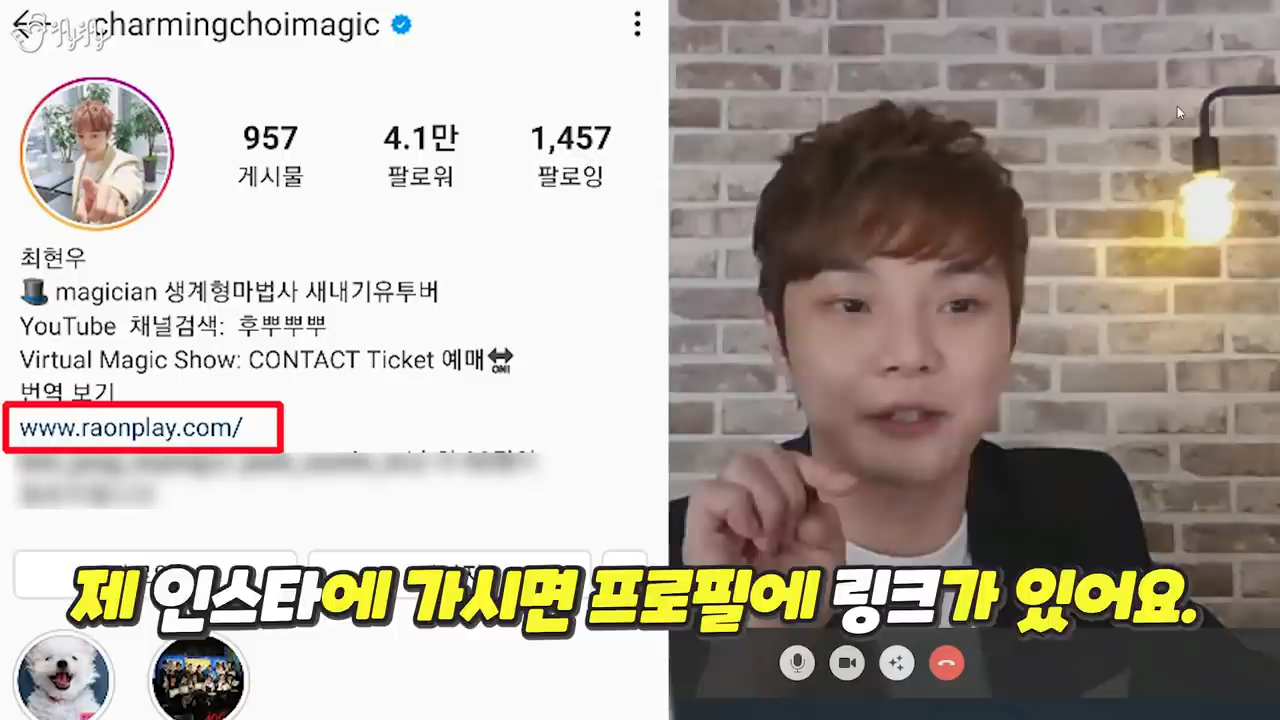 charmingchoimagic
957
4.1만
1,457
게시물
팔로워
팔로잉
최현우
magician 생계형마법사 새내기유투버
YouTube 채널검색: 후뿌뿌뿌
Virtual Magic Show: CONTACT Ticket 예매
ON!
번역 보기
www.raonplay.com/
제 인스타에 가시면 프로필에 링크가 있어요.